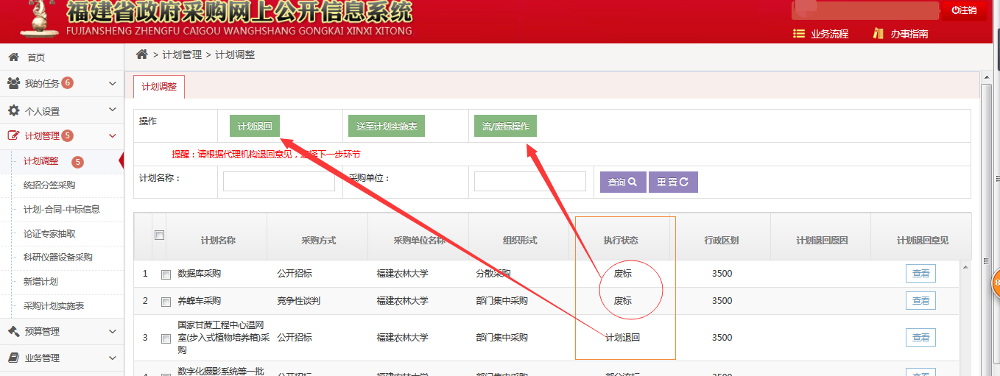 福建省政府采购网上公开信息系统
FUJIANSHENG ZHENGFU CAIGOU WANGHSHANG GONGKAI XINXI XITONG
注销
业务流程 办事指南
首页
> 计划管理 > 计划调整
我的任务 6
个人设置
计划管理 5
计划调整 5
统招分签采购
计划-合同-中标信息
论证专家抽取
科研仪器设备采购
新增计划
采购计划实施表
预算管理
业务管理
计划调整
操作 计划退回 送至计划实施表 流/废标操作
提醒：请根据代理机构退回意见，选择下一步环节
计划名称： 采购单位： 查询 重 置
计划名称 采购方式 采购单位名称 组织形式 执行状态 行政区划 计划退回原因 计划退回意见
1 数据库采购 公开招标 福建农林大学 分散采购 废标 3500 查看
2 养蜂车采购 竞争性谈判 福建农林大学 部门集中采购 废标 3500 查看
国家甘蔗工程中心温网
3 室(步入式植物培养箱)采 公开招标 福建农林大学 部门集中采购 计划退回 3500 查看
购
数字化摄影系统等一批
4 公开招标 福建农林大学 部门集中采购 部分流标 3500 查看
8